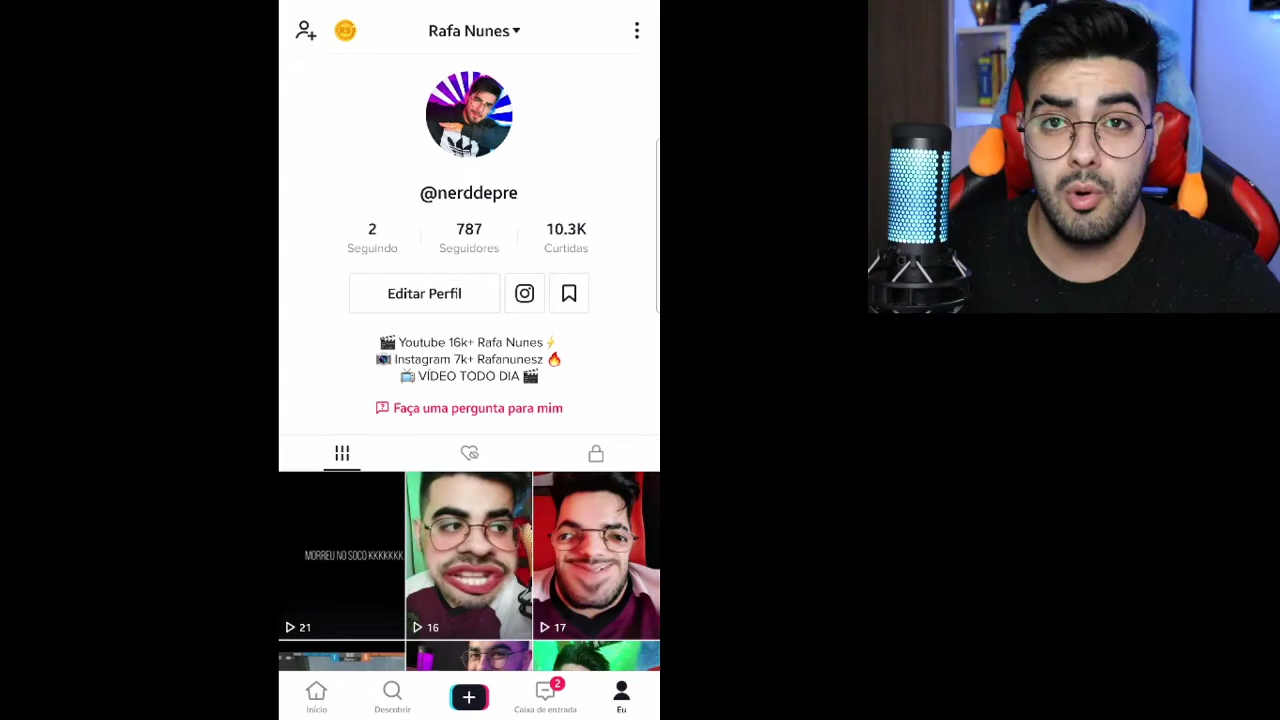 R$
Rafa Nunes
@nerddepre
2 787 10.3K
Seguindo Seguidores Curtidas
Editar Perfil
Youtube 16k+ Rafa Nunes
Instagram 7k+ Rafanunesz
VÍDEO TODO DIA
Faça uma pergunta para mim
MORREU NO SOCO KKKKKKK
21 16 17
2
Início Descobrir Caixa de entrada Eu